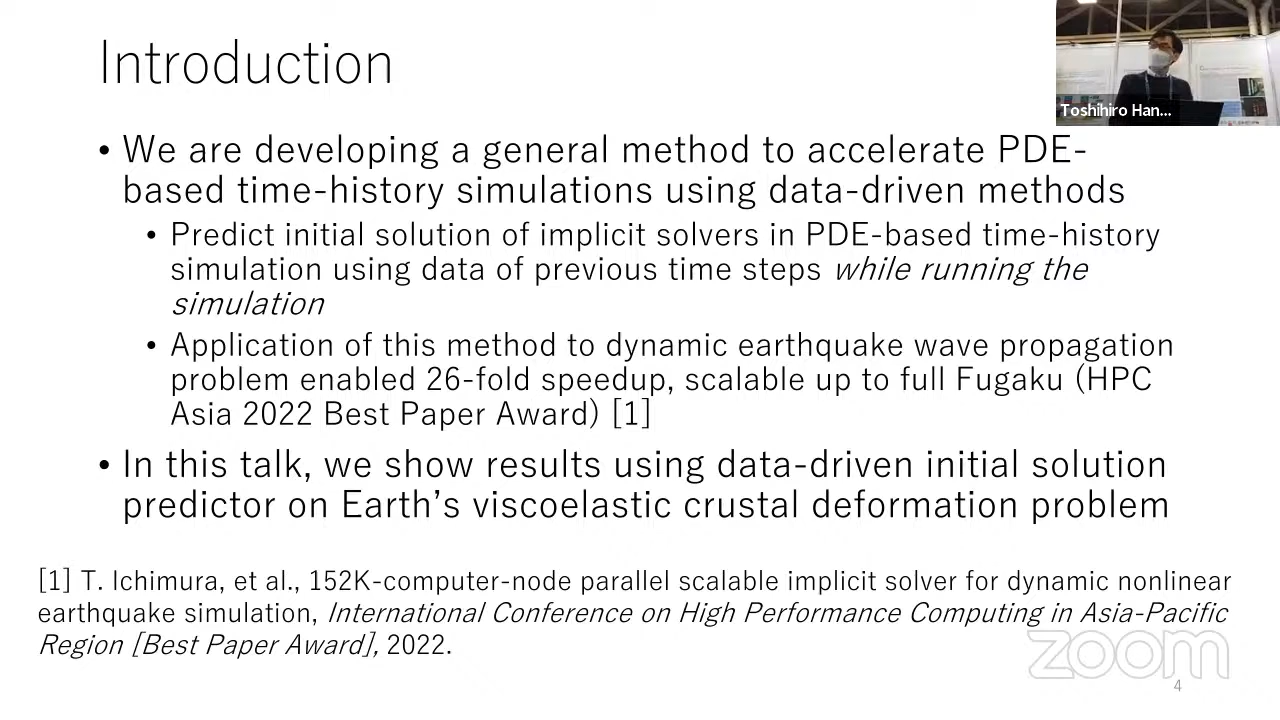 Introduction
Toshihiro Han...
• We are developing a general method to accelerate PDE-
based time-history simulations using data-driven methods
• Predict initial solution of implicit solvers in PDE-based time-history
simulation using data of previous time steps while running the
simulation
• Application of this method to dynamic earthquake wave propagation
problem enabled 26-fold speedup, scalable up to full Fugaku (HPC
Asia 2022 Best Paper Award) [1]
• In this talk, we show results using data-driven initial solution
predictor on Earth’s viscoelastic crustal deformation problem
[1] T. Ichimura, et al., 152K-computer-node parallel scalable implicit solver for dynamic nonlinear
earthquake simulation, International Conference on High Performance Computing in Asia-Pacific
Region [Best Paper Award], 2022.
zoom
4